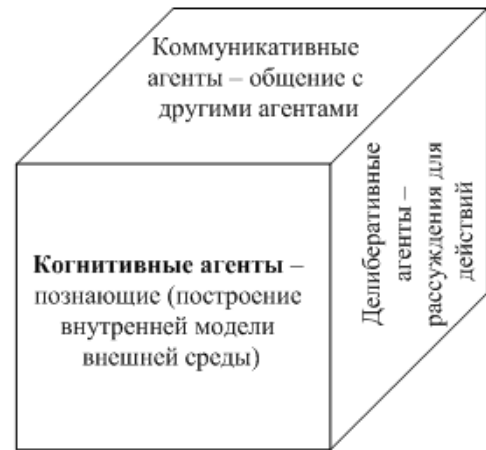 Коммуникативные
агенты – общение с
другими агентами
Когнитивные агенты –
познающие (построение
внутренней модели
внешней среды)
Делиберативные
агенты –
рассуждения для
действий